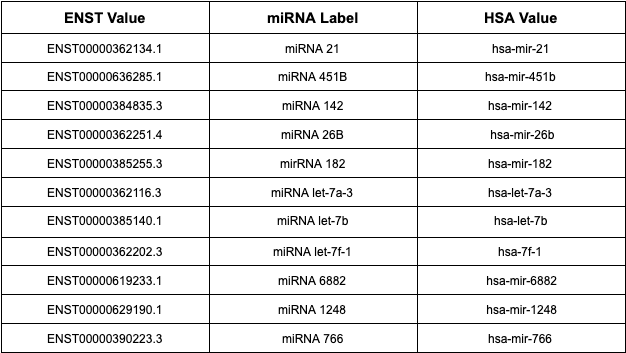 ENST Value miRNA Label HSA Value
ENST00000362134.1 miRNA 21 hsa-mir-21
ENST00000636285.1 miRNA 451B hsa-mir-451b
ENST00000384835.3 miRNA 142 hsa-mir-142
ENST00000362251.4 miRNA 26B hsa-mir-26b
ENST00000385255.3 mirRNA 182 hsa-mir-182
ENST00000362116.3 miRNA let-7a-3 hsa-let-7a-3
ENST00000385140.1 miRNA let-7b hsa-let-7b
ENST00000362202.3 miRNA let-7f-1 hsa-7f-1
ENST00000619233.1 miRNA 6882 hsa-mir-6882
ENST00000629190.1 miRNA 1248 hsa-mir-1248
ENST00000390223.3 miRNA 766 hsa-mir-766